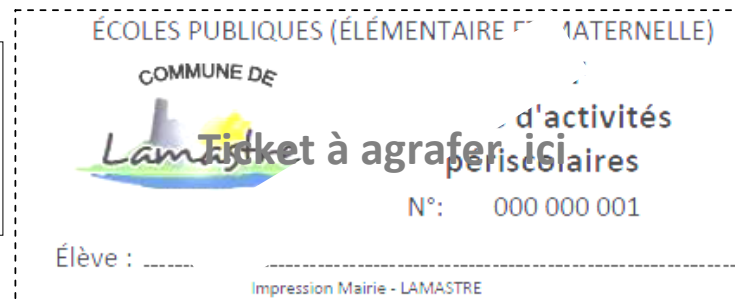 ÉCOLES PUBLIQUES (ÉLÉMENTAIRE ET MATERNELLE)
COMMUNE DE
Lamastre
d'activités
Ticket à agrafer ici
périscolaires
N°: 000 000 001
Élève :
Impression Mairie - LAMASTRE